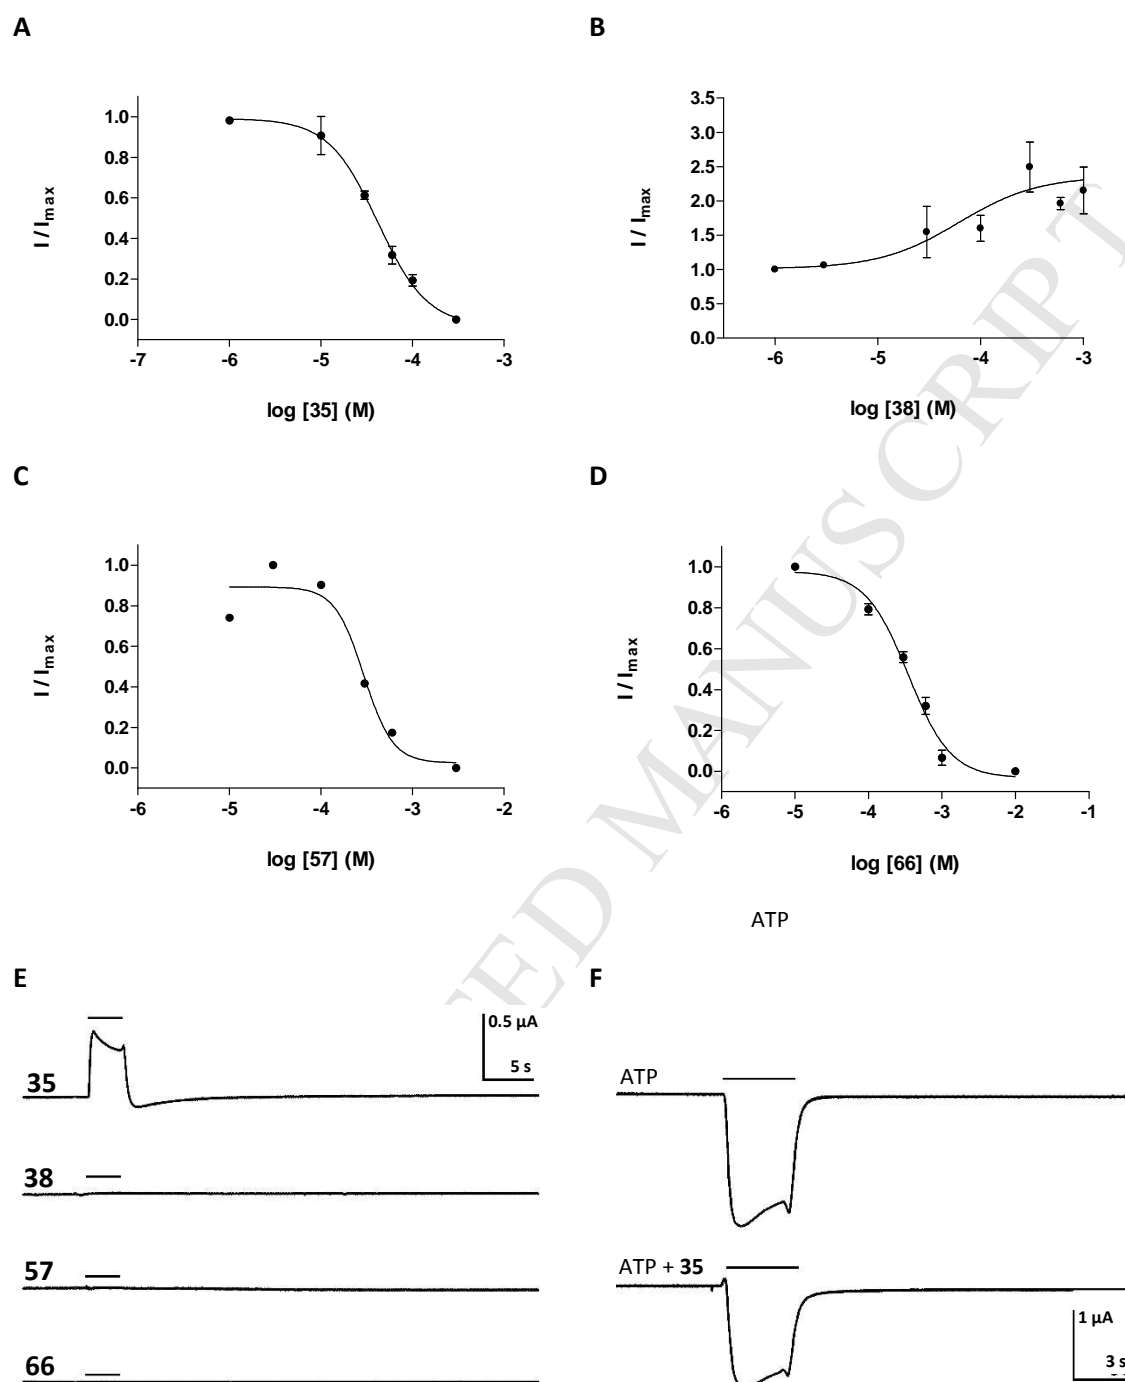 A
B
1.0
0.8
0.6
0.4
0.2
0.0
I / Imax
-7
-6
-5
-4
-3
log [35] (M)
3.5
3.0
2.5
2.0
1.5
1.0
0.5
0.0
I / Imax
-6
-5
-4
-3
log [38] (M)
C
D
1.0
0.8
0.6
0.4
0.2
0.0
I / Imax
-6
-5
-4
-3
-2
log [57] (M)
1.0
0.8
0.6
0.4
0.2
0.0
I / Imax
-6
-5
-4
-3
-2
-1
log [66] (M)
ATP
E
F
0.5 µA
5 s
35
38
57
66
ATP
ATP + 35
1 µA
3 s
TED MANUSCRIPT